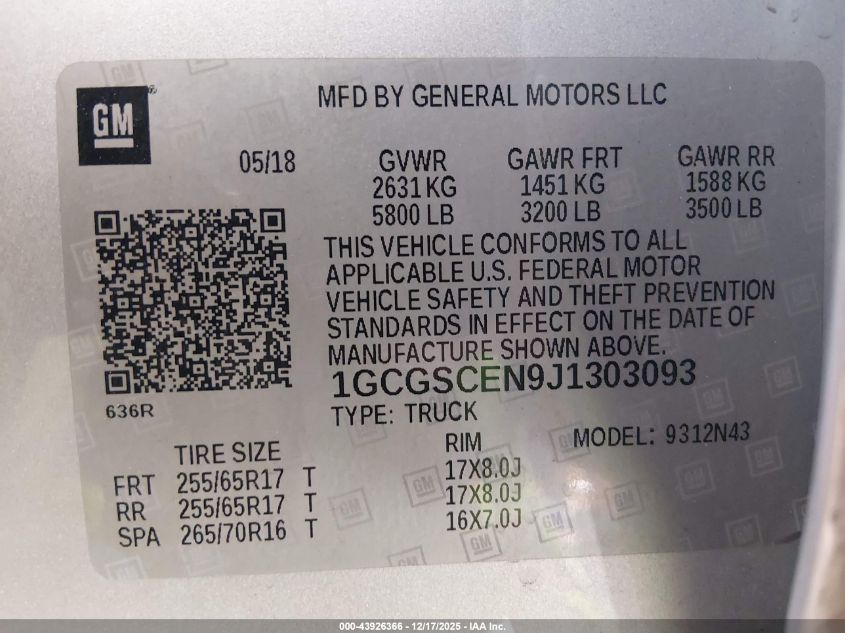 GM
®
MFD BY GENERAL MOTORS LLC
05/18
GVWR
2631 KG
5800 LB
GAWR FRT
1451 KG
3200 LB
GAWR RR
1588 KG
3500 LB
THIS VEHICLE CONFORMS TO ALL
APPLICABLE U.S. FEDERAL MOTOR
VEHICLE SAFETY AND THEFT PREVENTION
STANDARDS IN EFFECT ON THE DATE OF
MANUFACTURE SHOWN ABOVE.
1GCGSCEN9J1303093
636R
TYPE: TRUCK
MODEL: 9312N43
TIRE SIZE RIM
FRT 255/65R17 T 17X8.0J
RR 255/65R17 T 17X8.0J
SPA 265/70R16 T 16X7.0J
000-43926366 - 12/17/2025 - IAA Inc.